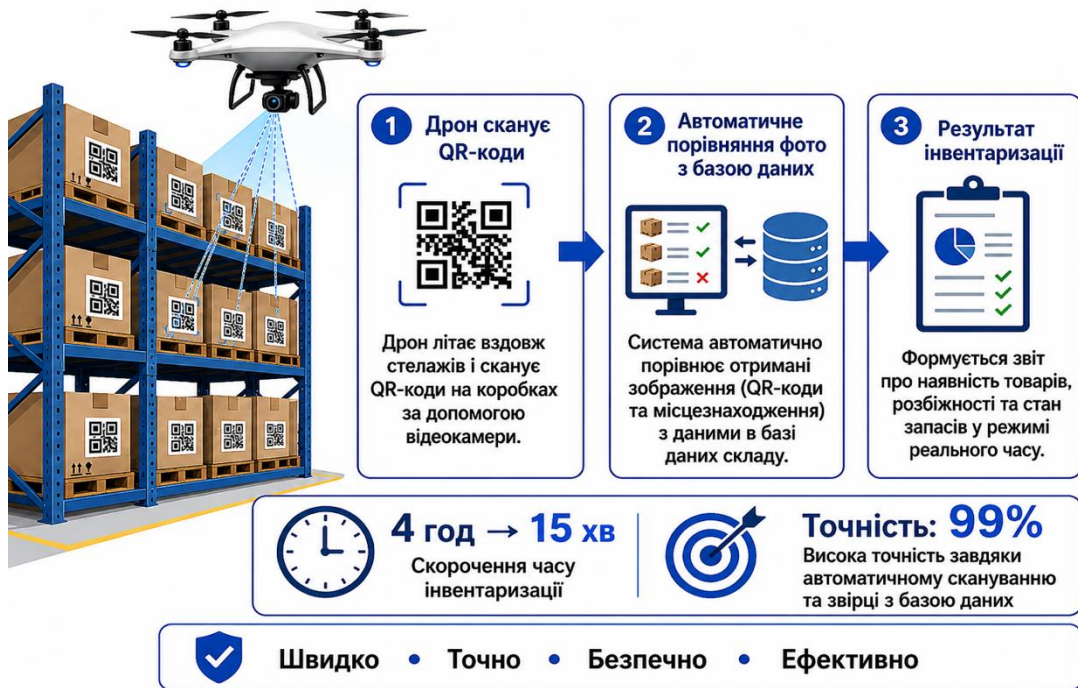 1 Дрон сканує
QR-коди
Дрон літає вздовж
стелажів і сканує
QR-коди на коробках
за допомогою
відеокамери.
2 Автоматичне
порівняння фото
з базою даних
Система автоматично
порівнює отримані
зображення (QR-коди
та місцезнаходження)
з даними в базі
даних складу.
3 Результат
інвентаризації
Формується звіт
про наявність товарів,
розбіжності та стан
запасів у режимі
реального часу.
4 год → 15 хв
Скорочення часу
інвентаризації
Точність: 99%
Висока точність завдяки
автоматичному скануванню
та звірці з базою даних
Швидко • Точно • Безпечно • Ефективно